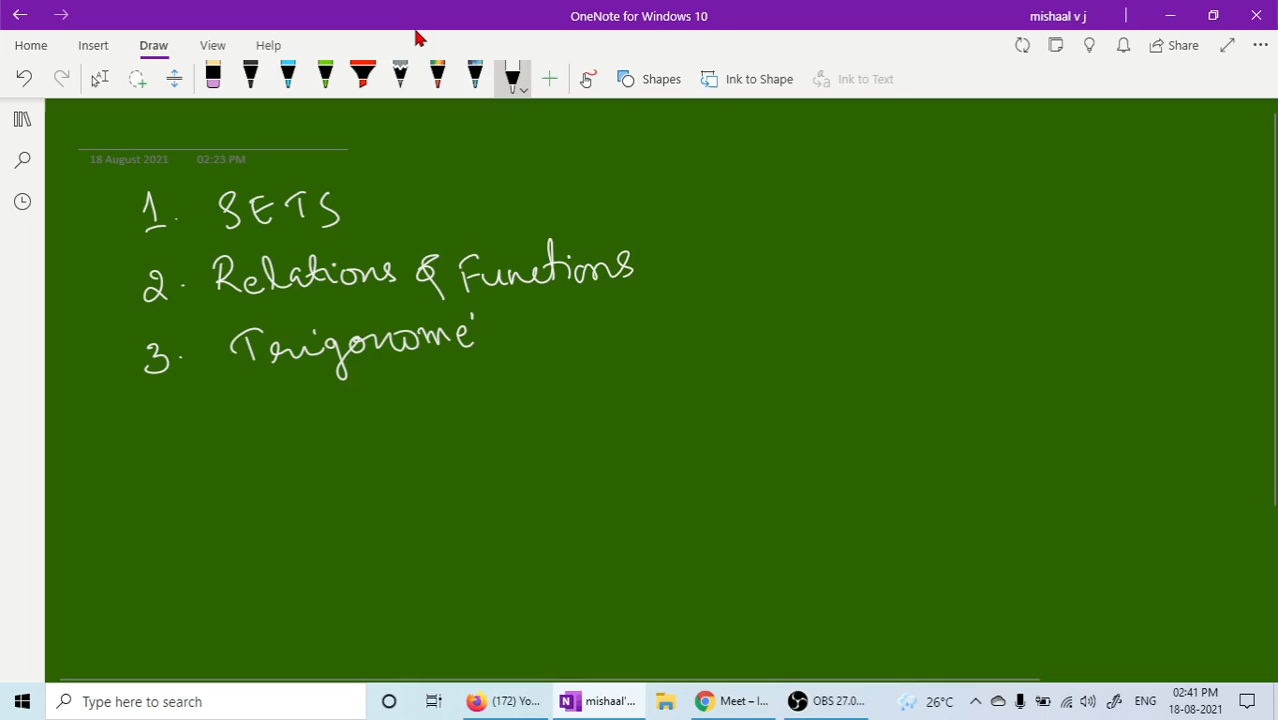 OneNote for Windows 10
mishaal v j
Home Insert Draw View Help
Share
Shapes Ink to Shape Ink to Text
18 August 2021 02:23 PM
1. SETS
2. Relations & Functions
3. Trigonome
Type here to search
(172) Yo...
mishaal'...
Meet – I...
OBS 27.0...
26°C
ENG
02:41 PM
18-08-2021